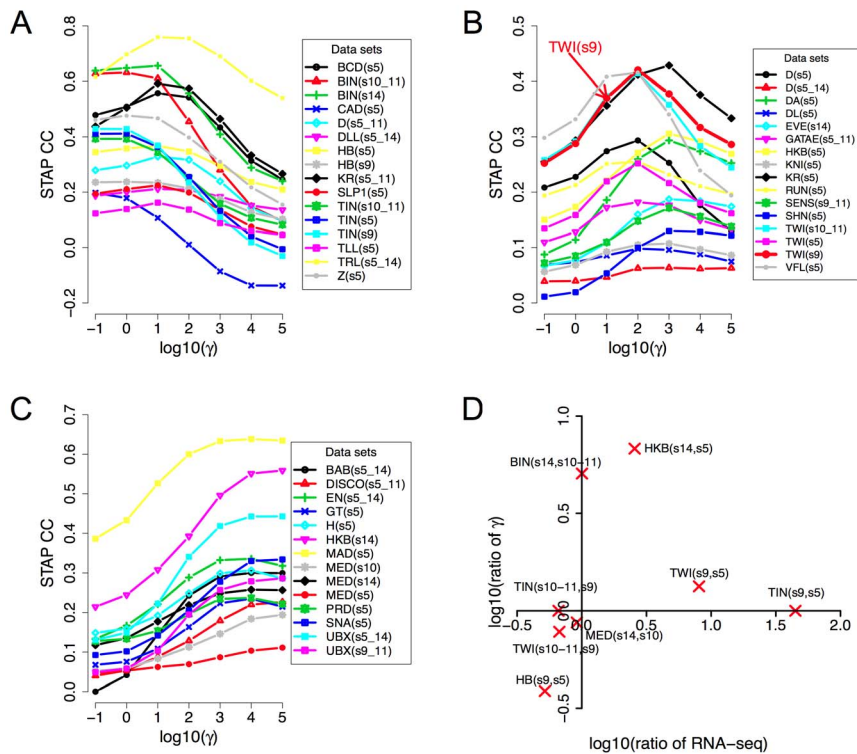 A
STAP CC
0.8
0.6
0.4
0.2
0.0
−0.2
−1 0 1 2 3 4 5
log10(γ)
Data sets
BCD(s5)
BIN(s10_11)
BIN(s14)
CAD(s5)
D(s5_11)
DLL(s5_14)
HB(s5)
HB(s9)
KR(s5_11)
SLP1(s5)
TIN(s10_11)
TIN(s5)
TIN(s9)
TLL(s5)
TRL(s5_14)
Z(s5)
B
STAP CC
0.5
0.4
0.3
0.2
0.1
0.0
TWI(s9)
−1 0 1 2 3 4 5
log10(γ)
Data sets
D(s5)
D(s5_14)
DA(s5)
DL(s5)
EVE(s14)
GATAE(s5_11)
HKB(s5)
KNI(s5)
KR(s5)
RUN(s5)
SENS(s9_11)
SHN(s5)
TWI(s10_11)
TWI(s5)
TWI(s9)
VFL(s5)
C
STAP CC
0.7
0.6
0.5
0.4
0.3
0.2
0.1
0.0
−1 0 1 2 3 4 5
log10(γ)
Data sets
BAB(s5_14)
DISCO(s5_11)
EN(s5_14)
GT(s5)
H(s5)
HKB(s14)
MAD(s5)
MED(s10)
MED(s14)
MED(s5)
PRD(s5)
SNA(s5)
UBX(s5_14)
UBX(s9_11)
D
log10(ratio of γ)
1.0
HKB(s14,s5)
BIN(s14,s10−11)
0.5
TWI(s9,s5)
TIN(s10−11,s9)
TIN(s9,s5)
0.0
−0.5 0.5 1.0 1.5 2.0
MED(s14,s10)
TWI(s10−11,s9)
HB(s9,s5)
−0.5
log10(ratio of RNA−seq)